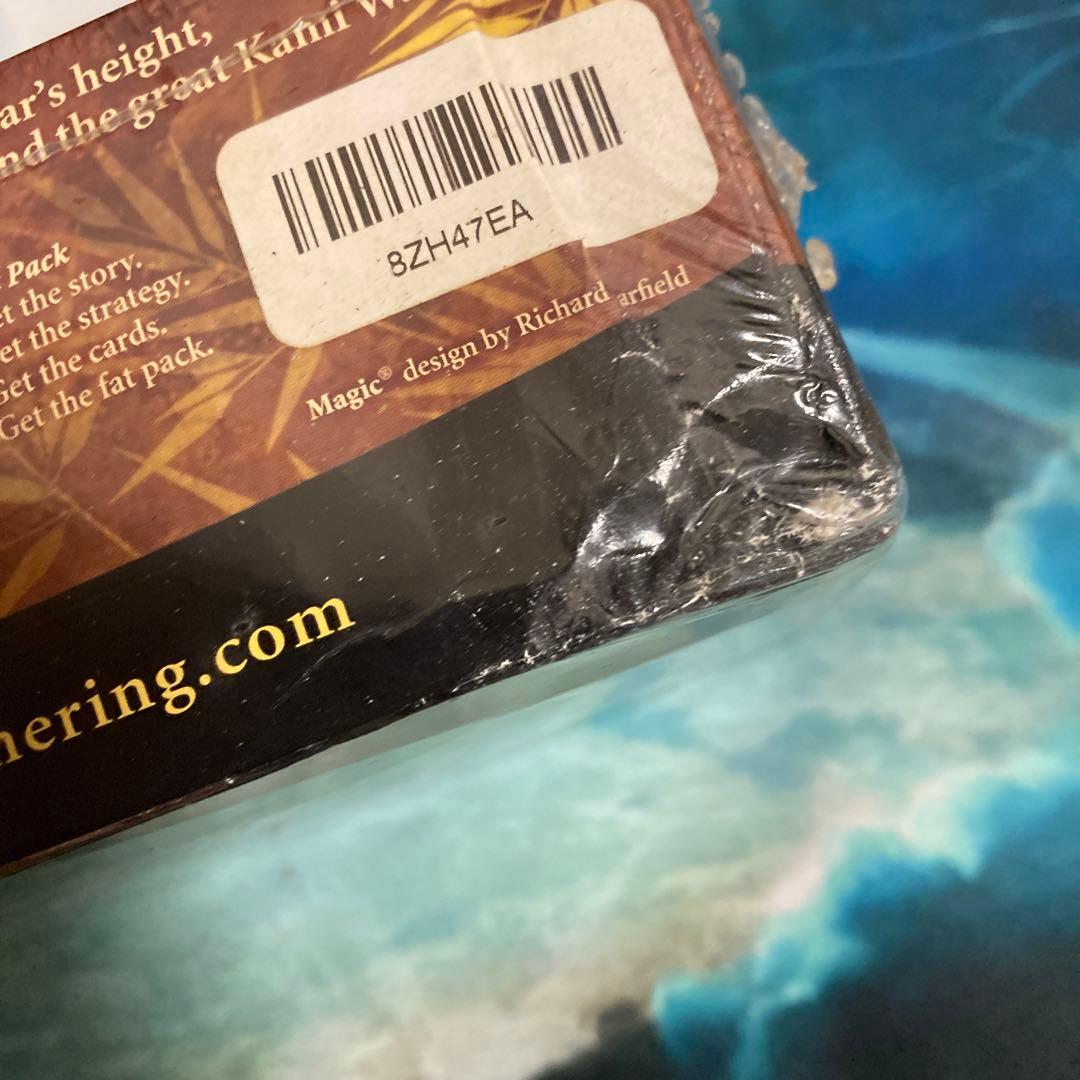 ar's height,
nd the great Kami Wa
8ZH47EA
Pack
et the story.
et the strategy.
Get the cards.
Get the fat pack.
Magic® design by Richard arfield
hering.com